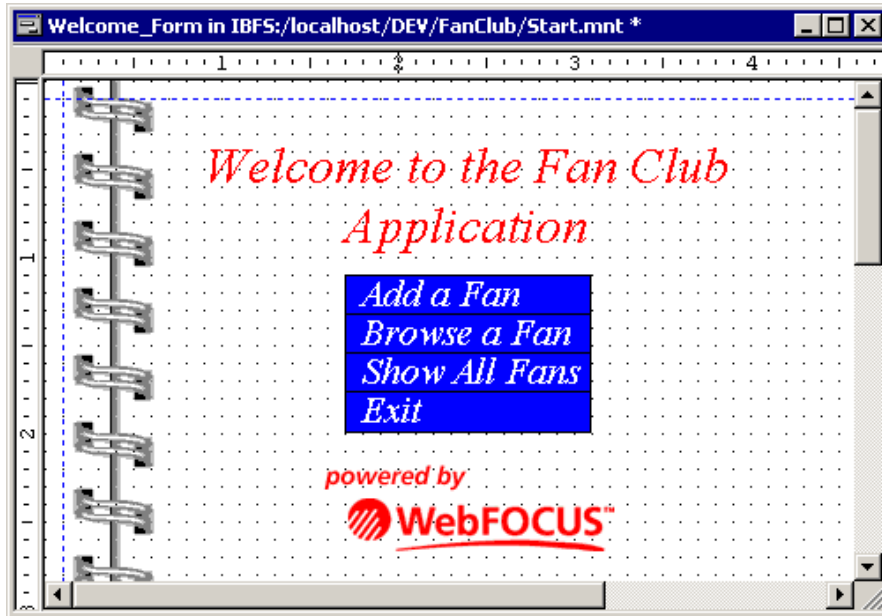 Welcome_Form in IBFS:/localhost/DEV/FanClub/Start.mnt *
1 2 3 4
Welcome to the Fan Club
Application
1
Add a Fan
Browse a Fan
Show All Fans
Exit
2
powered by
WebFOCUS™
3